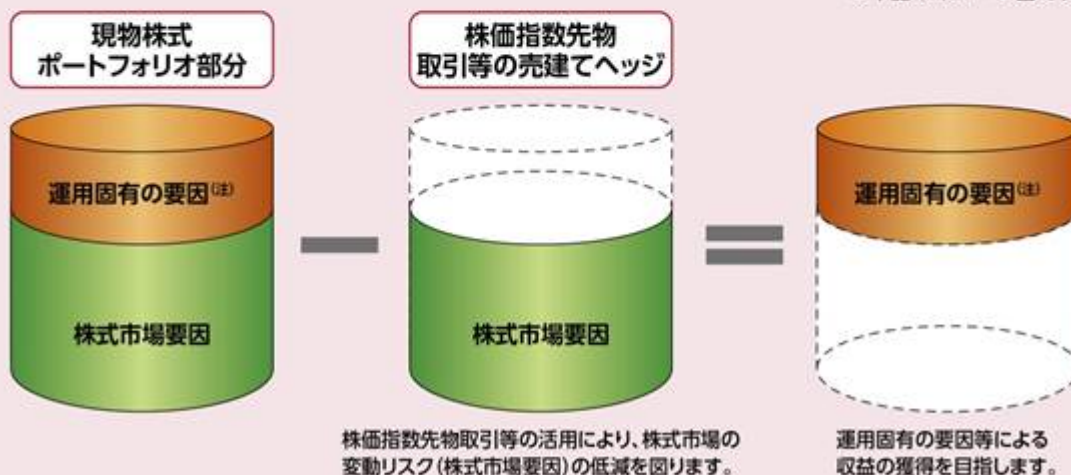 現物株式
ポートフォリオ部分
株価指数先物
取引等の売建てヘッジ
運用固有の要因(注)
株式市場要因
株式市場要因
運用固有の要因(注)
株価指数先物取引等の活用により、株式市場の
変動リスク(株式市場要因)の低減を図ります。
運用固有の要因等による
収益の獲得を目指します。